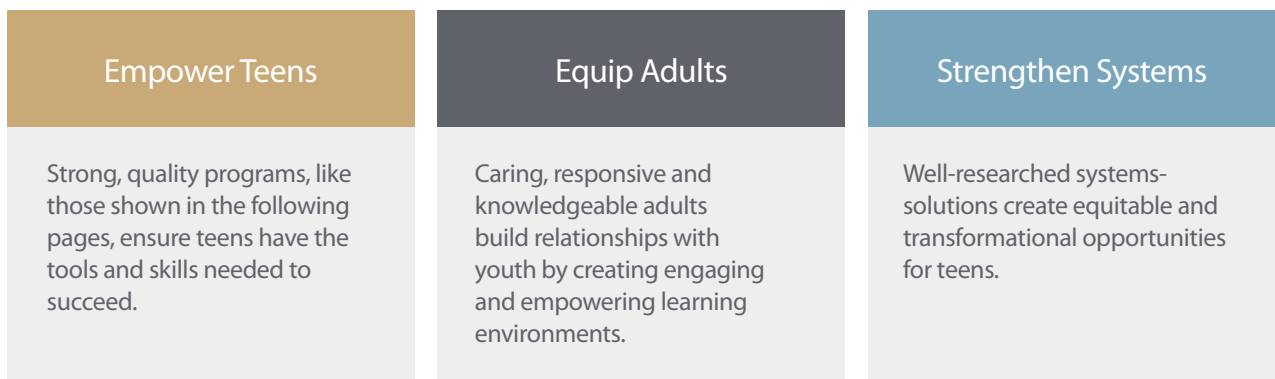 Empower Teens
Strong, quality programs, like
those shown in the following
pages, ensure teens have the
tools and skills needed to
succeed.
Equip Adults
Caring, responsive and
knowledgeable adults
build relationships with
youth by creating engaging
and empowering learning
environments.
Strengthen Systems
Well-researched systems-
solutions create equitable and
transformational opportunities
for teens.